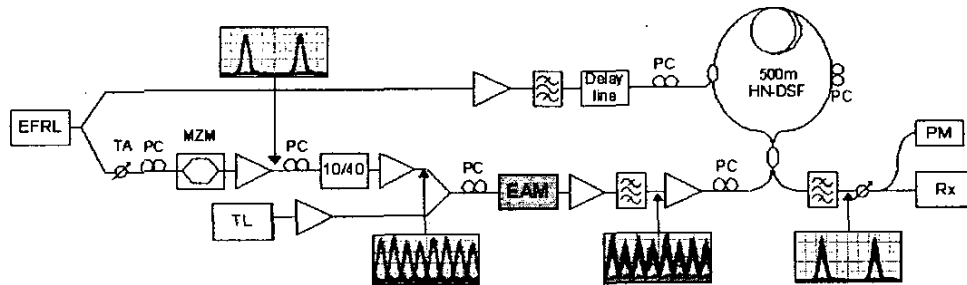 EFRL
TA
PC
MZM
PC
10/40
TL
PC
EAM
Delay
line
PC
500m
HN-DSF
PC
PC
PM
Rx